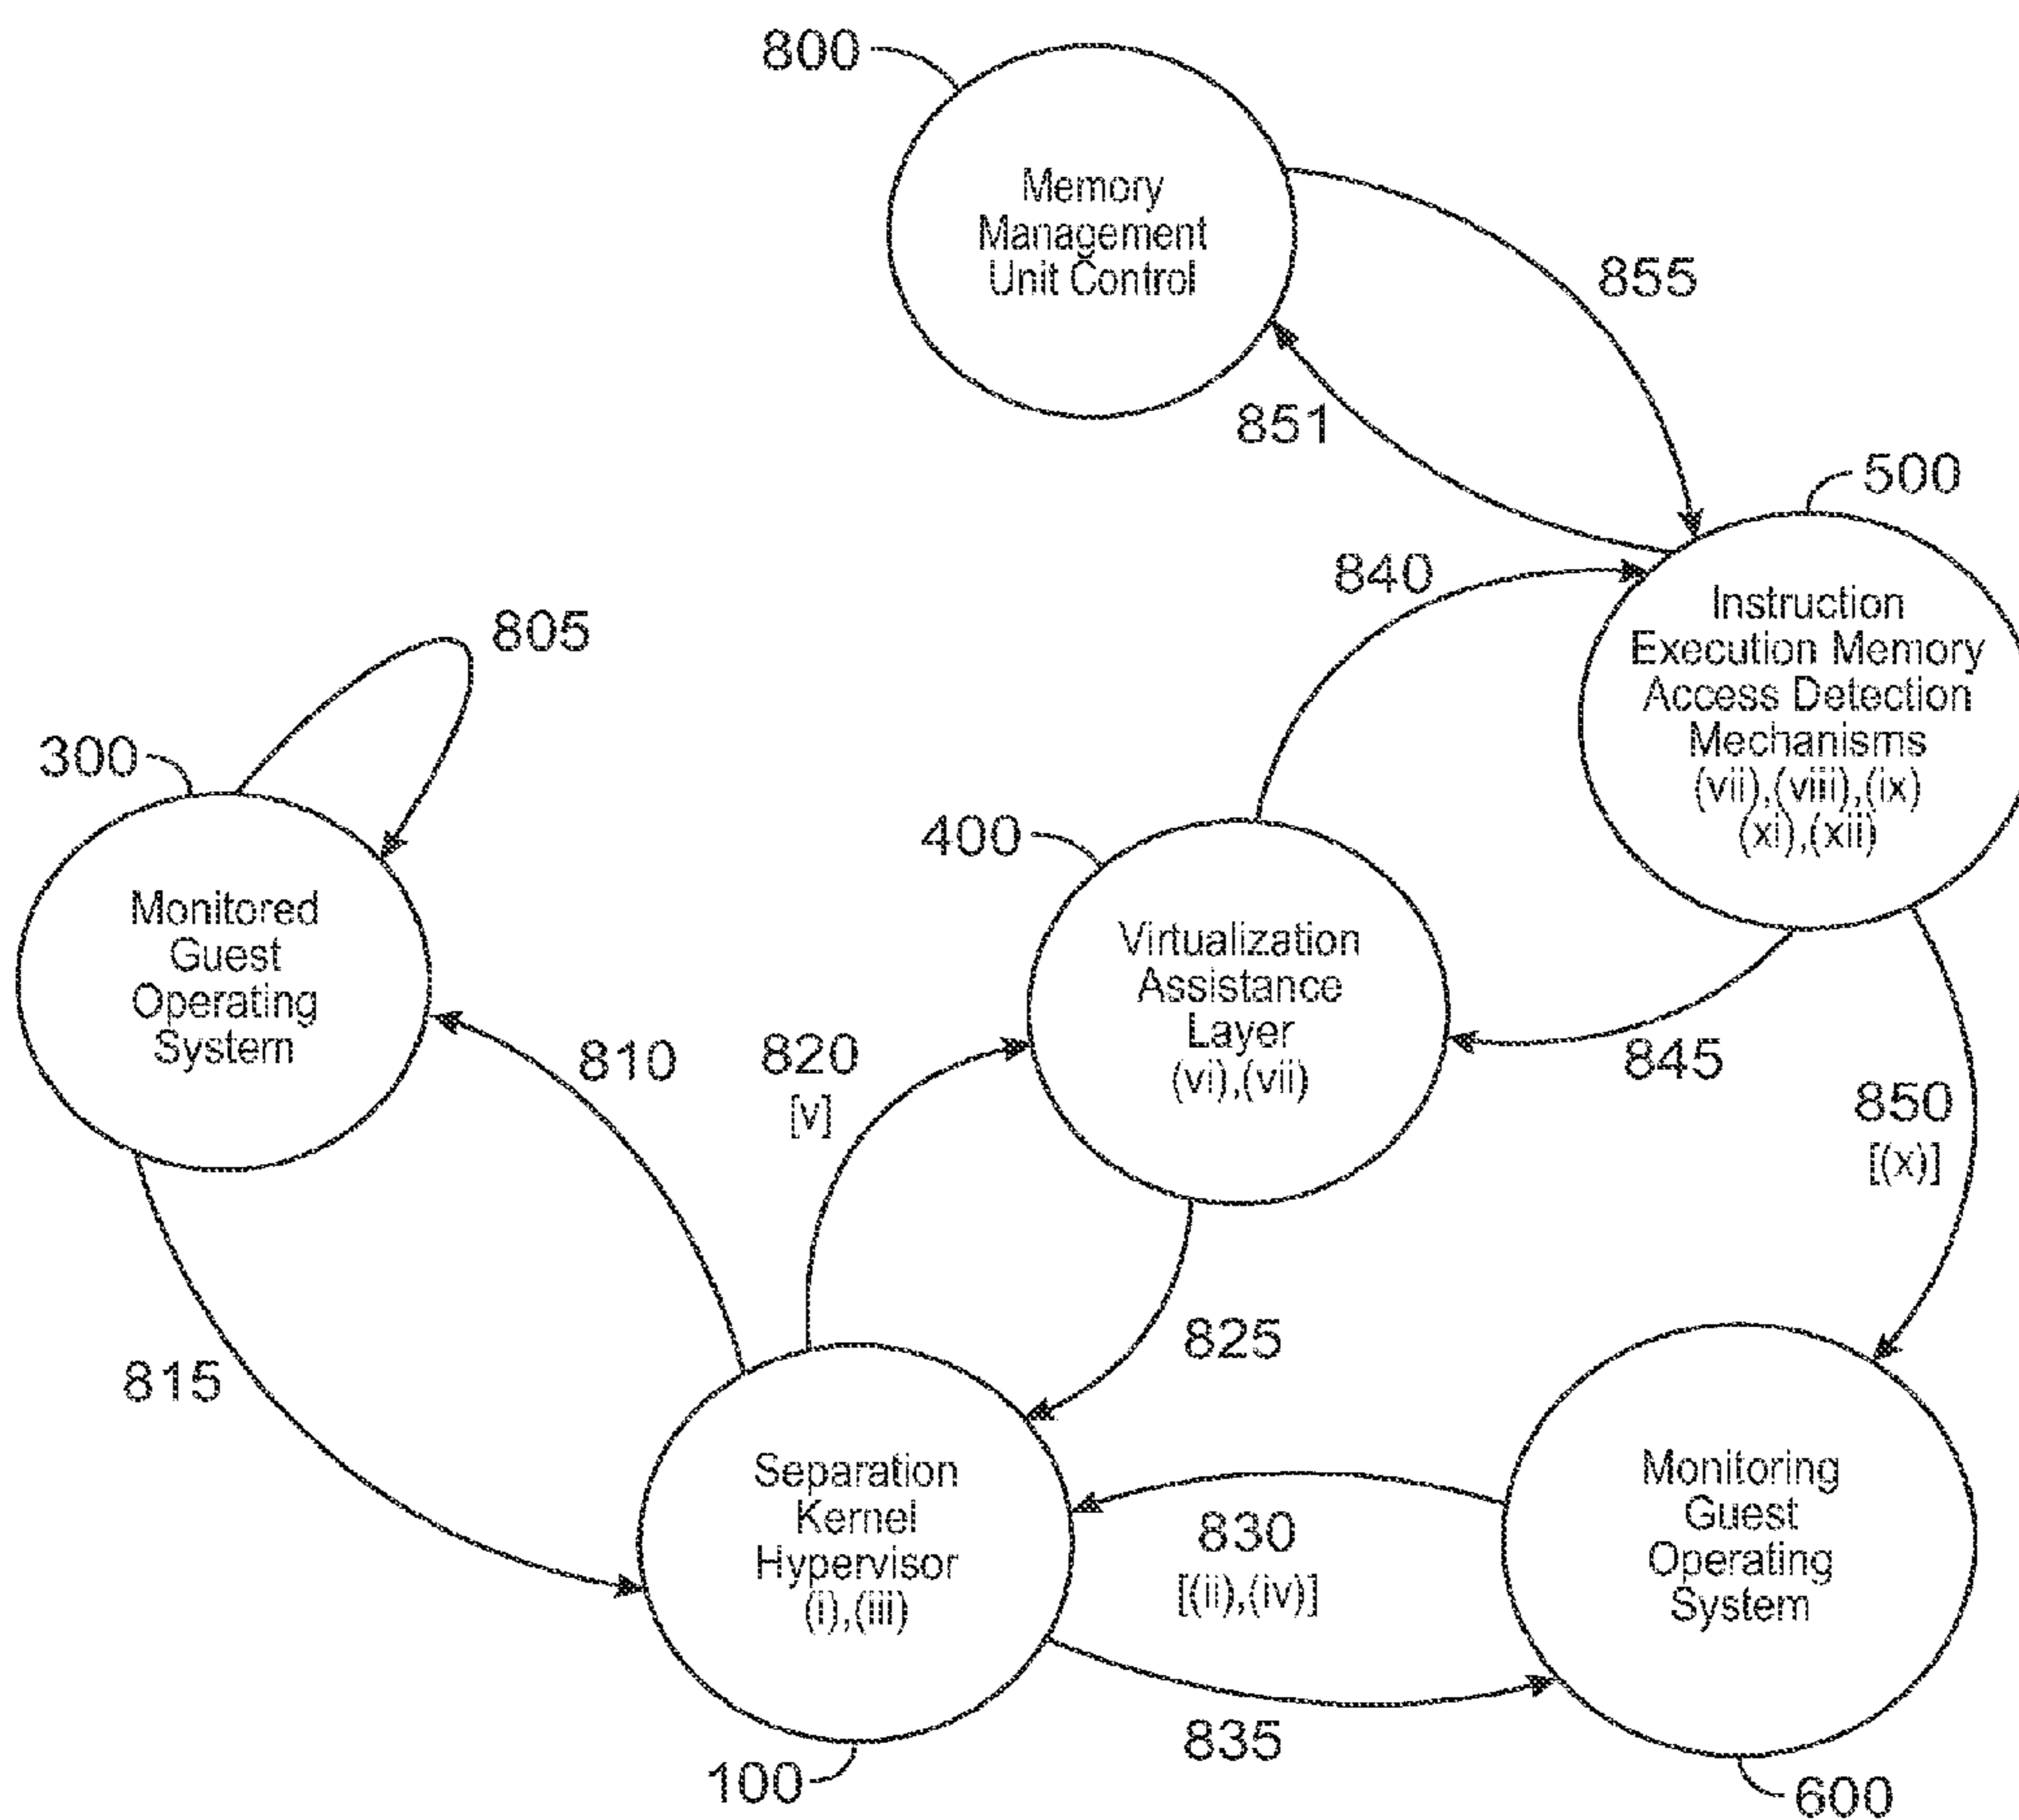 800
Memory
Management
Unit Control
855
851
500
840
Instruction
Execution Memory
Access Detection
Mechanisms
(vii),(viii),(ix)
(xi),(xii)
805
300
Monitored
Guest
Operating
System
400
Virtualization
Assistance
Layer
(vi),(vii)
810
820
[v]
845
850
[(x)]
815
825
Separation
Kernel
Hypervisor
(i),(iii)
830
[(ii),(iv)]
Monitoring
Guest
Operating
System
835
100
600